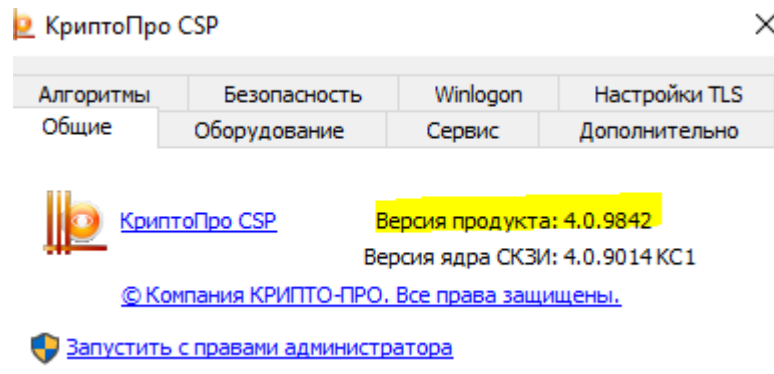 КриптоПро CSP
Алгоритмы Безопасность Winlogon Настройки TLS
Общие Оборудование Сервис Дополнительно
КриптоПро CSP Версия продукта: 4.0.9842
Версия ядра СКЗИ: 4.0.9014 КС1
© Компания КРИПТО-ПРО. Все права защищены.
Запустить с правами администратора